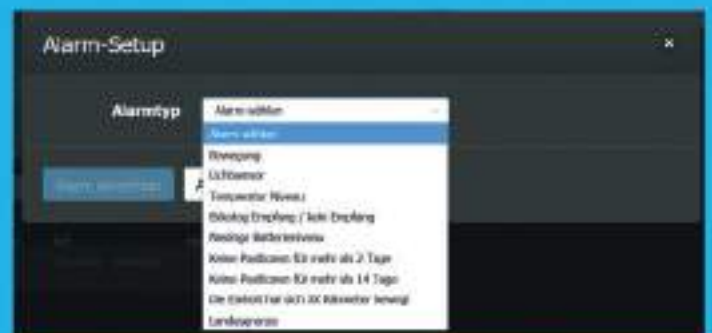 Alarm-Setup
×
Alarmtyp
Alarm wählen
Alarm wählen
Bewegung
Lichtsensor
Temperatur Niveau
Empfang / kein Empfang
Niedrige Batterieniveau
Keine Positionen für mehr als 2 Tage
Keine Positionen für mehr als 14 Tage
Die Einheit hat sich XX Kilometer bewegt
Landesgrenze